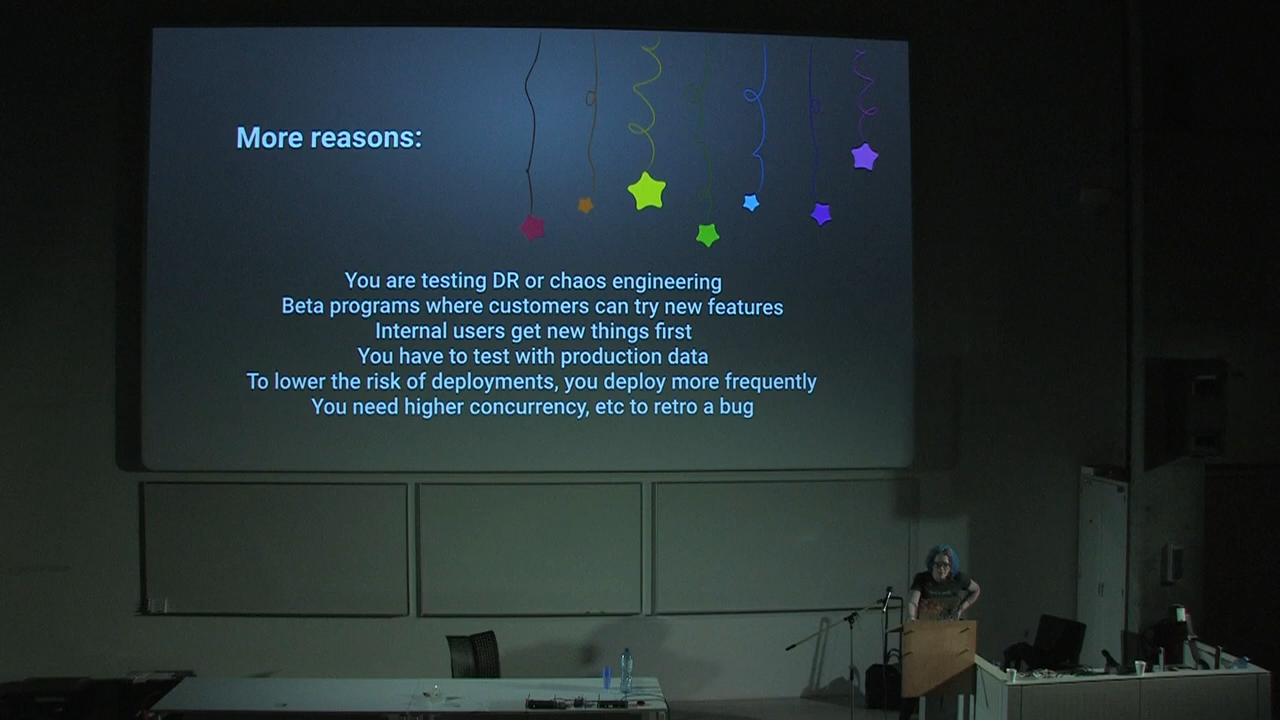 More reasons:
You are testing DR or chaos engineering
Beta programs where customers can try new features
Internal users get new things first
You have to test with production data
To lower the risk of deployments, you deploy more frequently
You need higher concurrency, etc to retro a bug